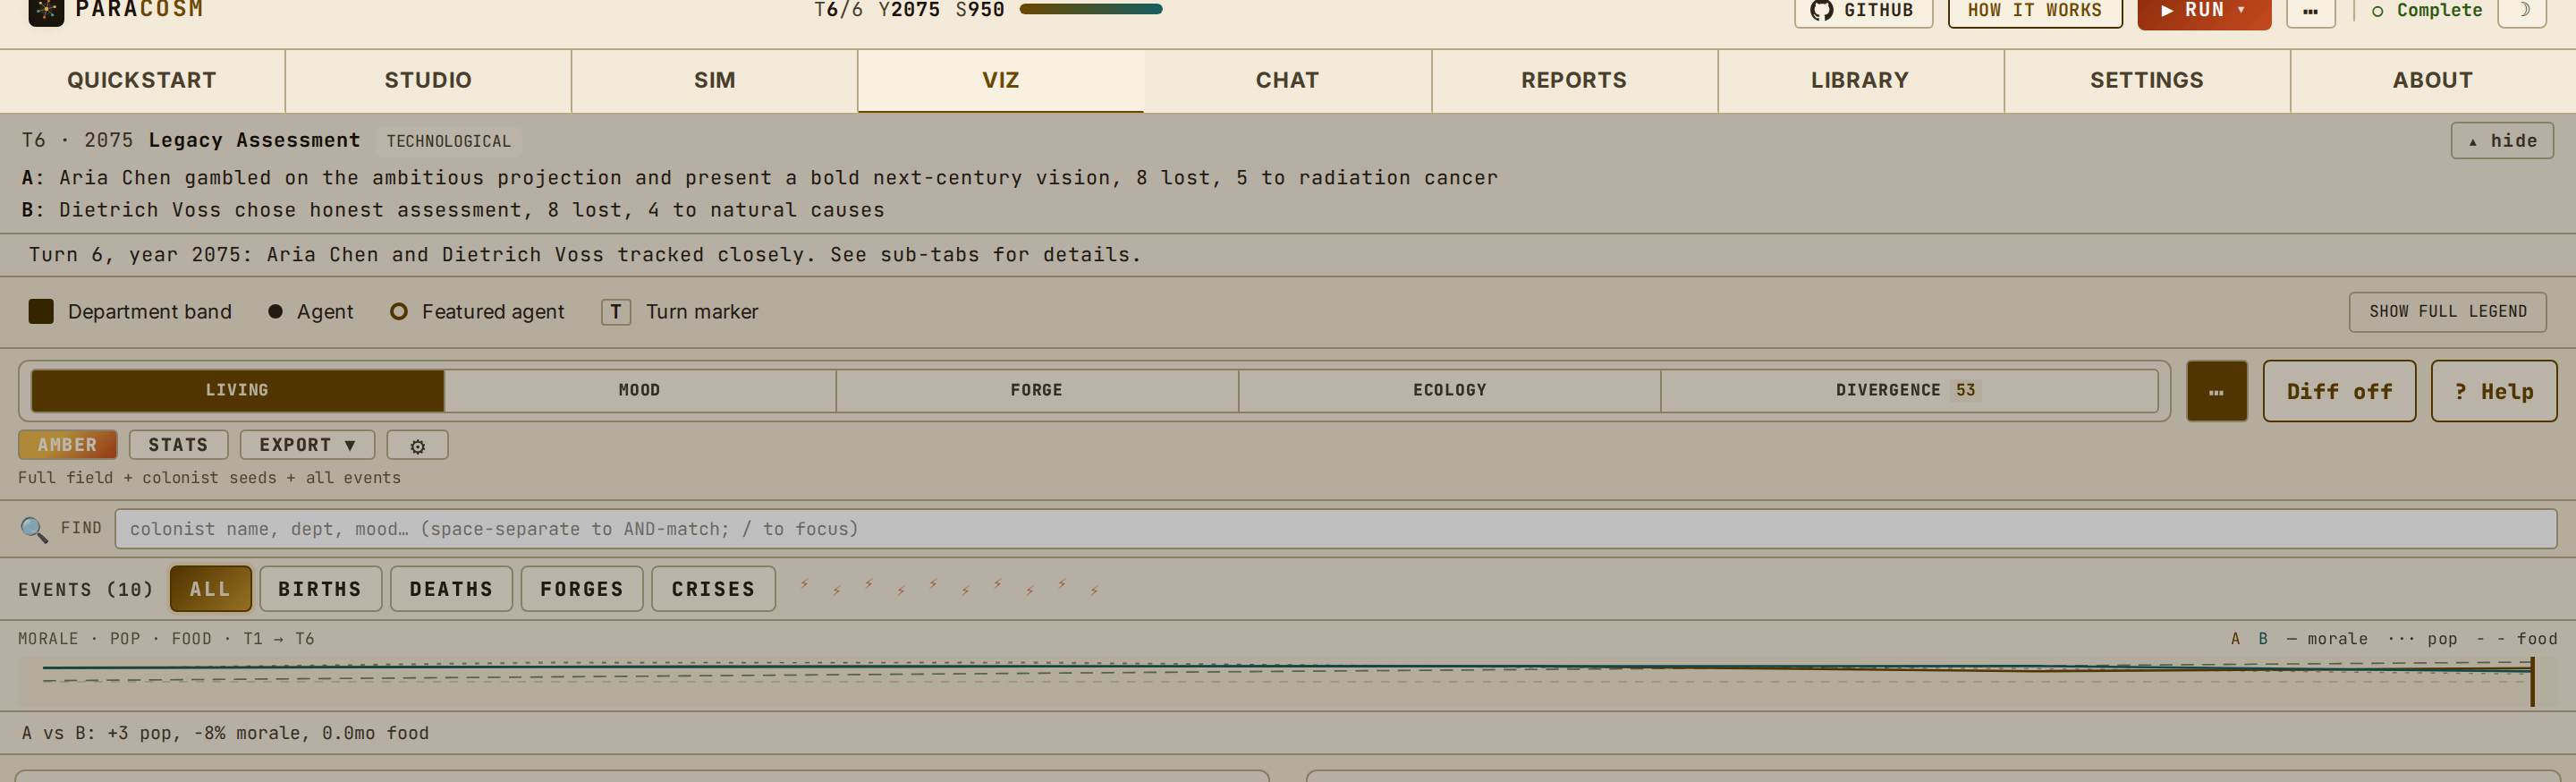 PARACOSM
T6/6 Y2075 S950
GITHUB
HOW IT WORKS
▶ RUN ▾
…
○ Complete
QUICKSTART
STUDIO
SIM
VIZ
CHAT
REPORTS
LIBRARY
SETTINGS
ABOUT
T6 · 2075 Legacy Assessment TECHNOLOGICAL
▴ hide
A: Aria Chen gambled on the ambitious projection and present a bold next-century vision, 8 lost, 5 to radiation cancer
B: Dietrich Voss chose honest assessment, 8 lost, 4 to natural causes
Turn 6, year 2075: Aria Chen and Dietrich Voss tracked closely. See sub-tabs for details.
Department band
Agent
Featured agent
T Turn marker
SHOW FULL LEGEND
LIVING
MOOD
FORGE
ECOLOGY
DIVERGENCE 53
…
Diff off
? Help
AMBER
STATS
EXPORT ▼
Full field + colonist seeds + all events
FIND
colonist name, dept, mood… (space-separate to AND-match; / to focus)
EVENTS (10)
ALL
BIRTHS
DEATHS
FORGES
CRISES
MORALE · POP · FOOD · T1 → T6
A B — morale ··· pop - - food
A vs B: +3 pop, -8% morale, 0.0mo food